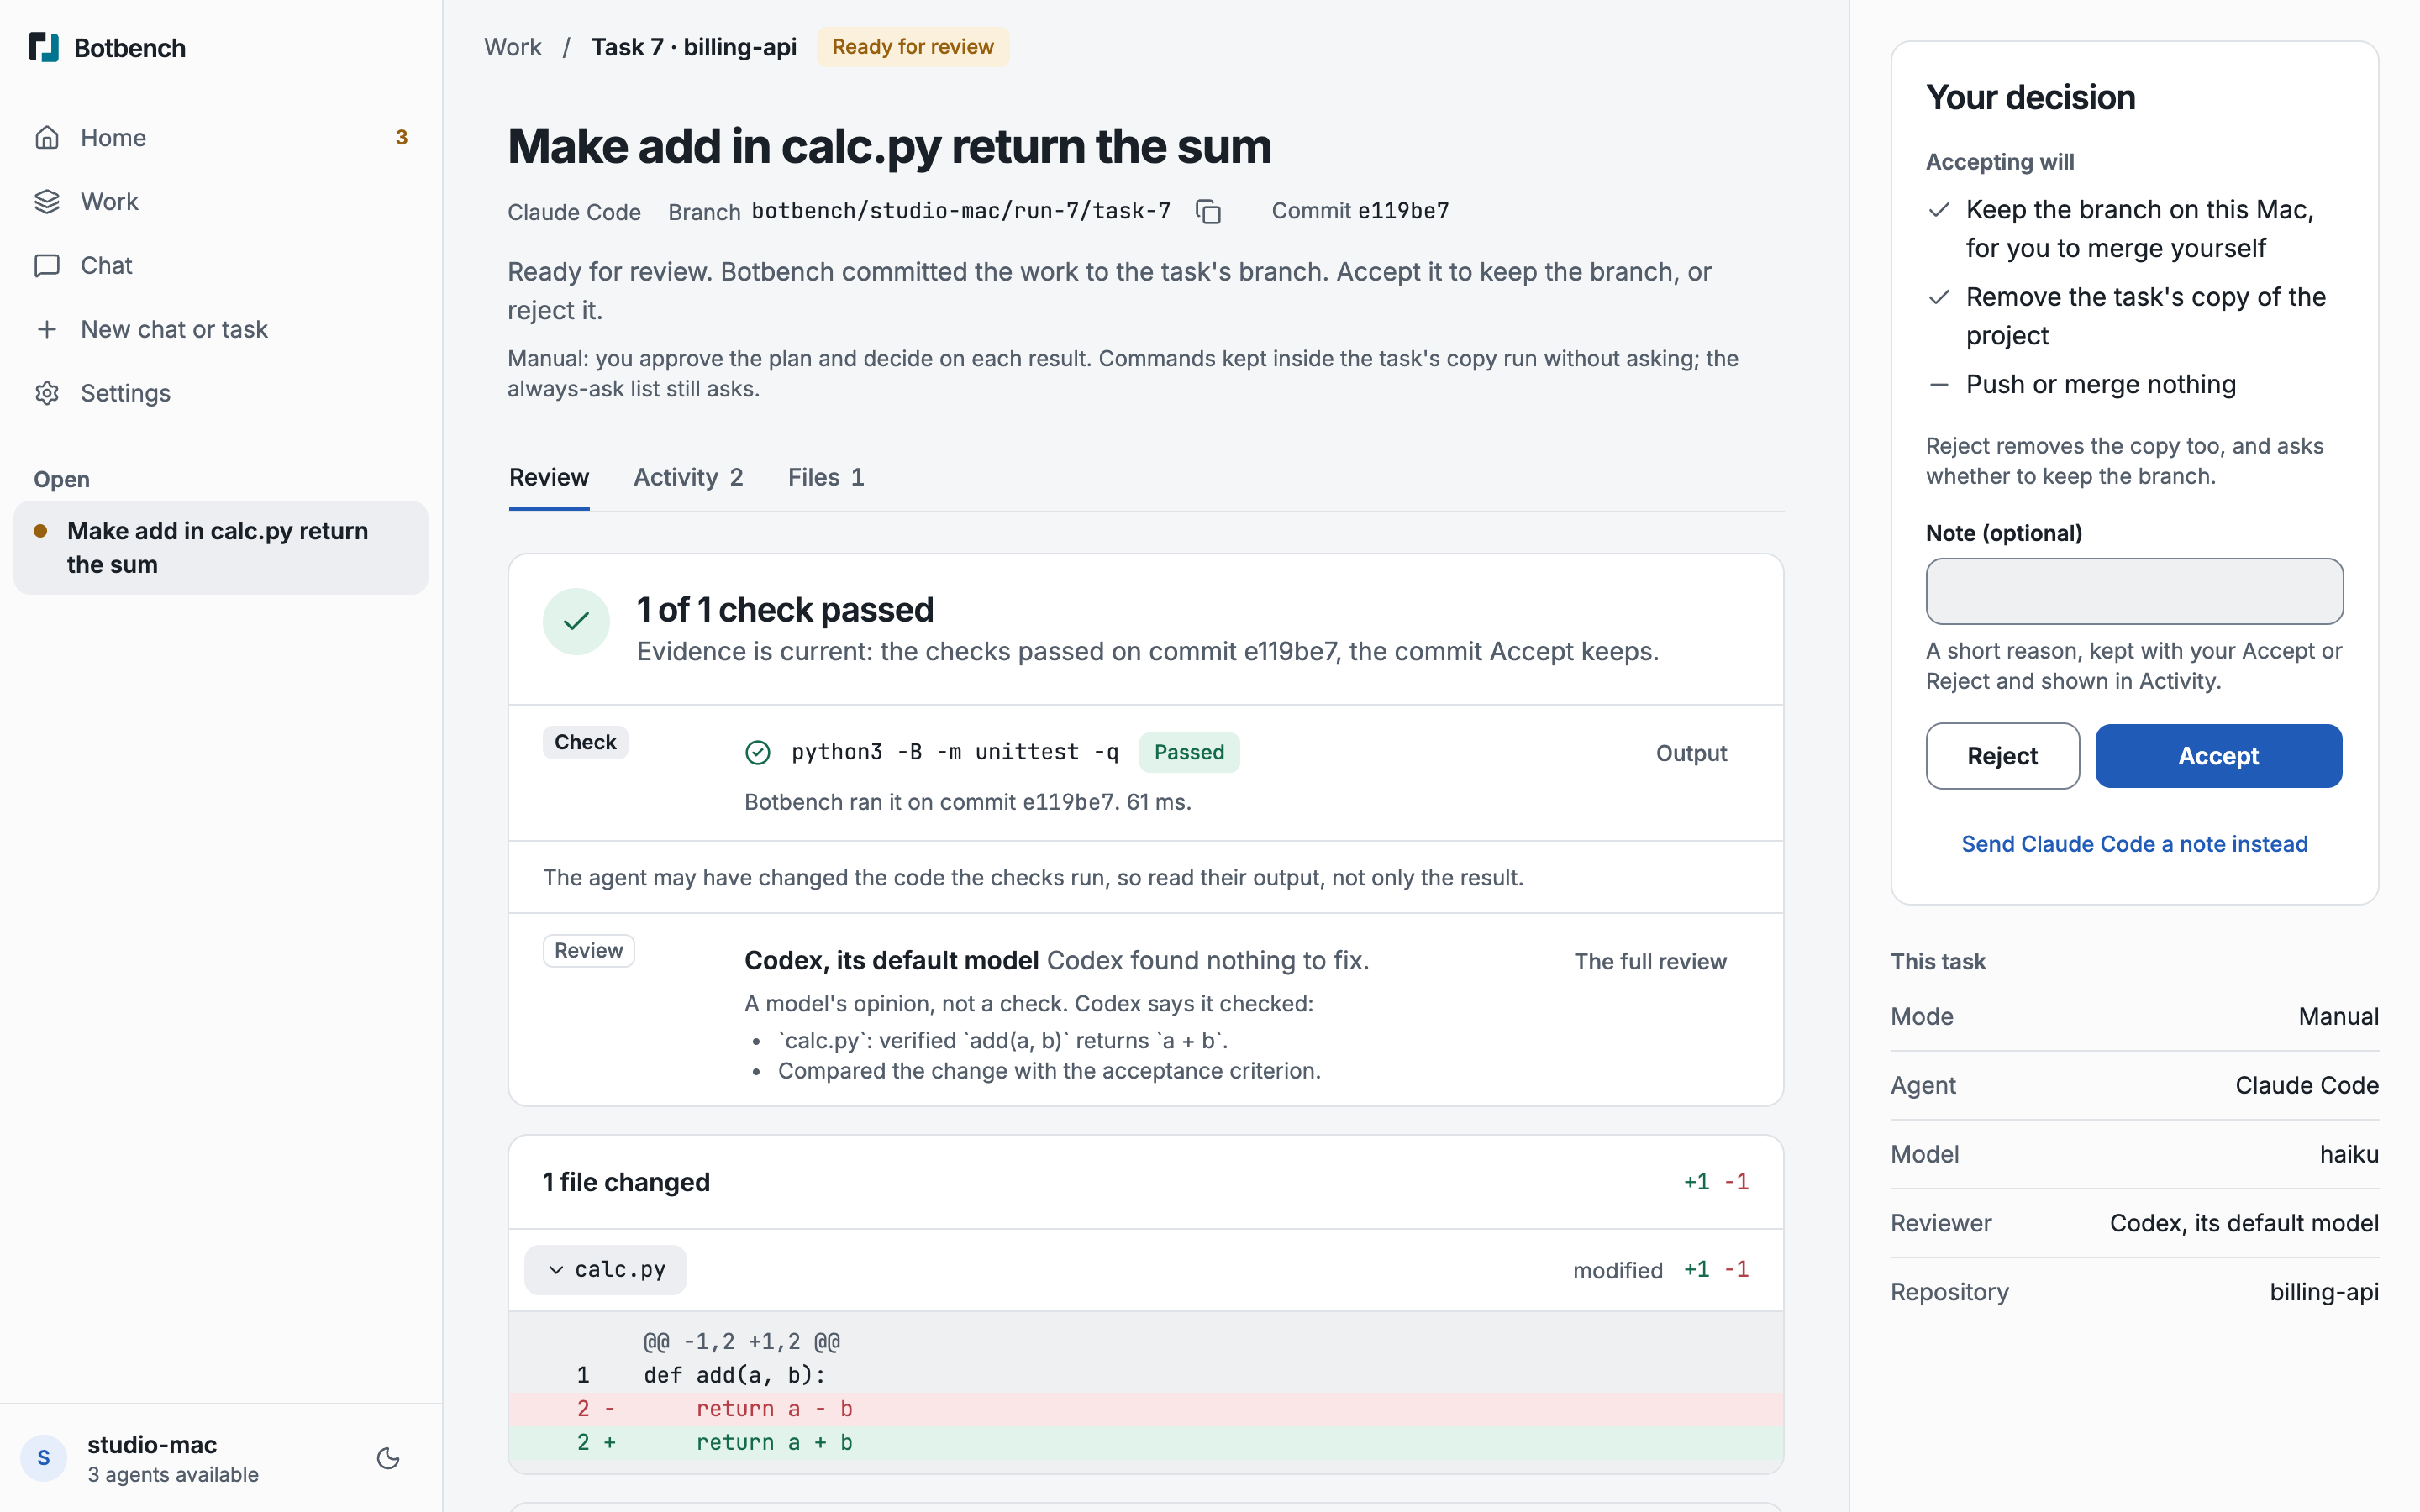 Botbench
Home 3
Work
Chat
New chat or task
Settings
Open
Make add in calc.py return
the sum
studio-mac
S
3 agents available
Work / Task 7 · billing-api Ready for review
Make add in calc.py return the sum
Claude Code Branch botbench/studio-mac/run-7/task-7 Commit e119be7
Ready for review. Botbench committed the work to the task's branch. Accept it to keep the branch, or
reject it.
Manual: you approve the plan and decide on each result. Commands kept inside the task's copy run without asking; the
always-ask list still asks.
Review Activity 2 Files 1
1 of 1 check passed
Evidence is current: the checks passed on commit e119be7, the commit Accept keeps.
Check python3 -B -m unittest -q Passed Output
Botbench ran it on commit e119be7. 61 ms.
The agent may have changed the code the checks run, so read their output, not only the result.
Review Codex, its default model Codex found nothing to fix. The full review
A model's opinion, not a check. Codex says it checked:
• `calc.py`: verified `add(a, b)` returns `a + b`.
• Compared the change with the acceptance criterion.
1 file changed +1 -1
calc.py modified +1 -1
@@ -1,2 +1,2 @@
1 def add(a, b):
2 - return a - b
2 + return a + b
Your decision
Accepting will
Keep the branch on this Mac,
for you to merge yourself
Remove the task's copy of the
project
Push or merge nothing
Reject removes the copy too, and asks
whether to keep the branch.
Note (optional)
A short reason, kept with your Accept or
Reject and shown in Activity.
Reject Accept
Send Claude Code a note instead
This task
Mode Manual
Agent Claude Code
Model haiku
Reviewer Codex, its default model
Repository billing-api